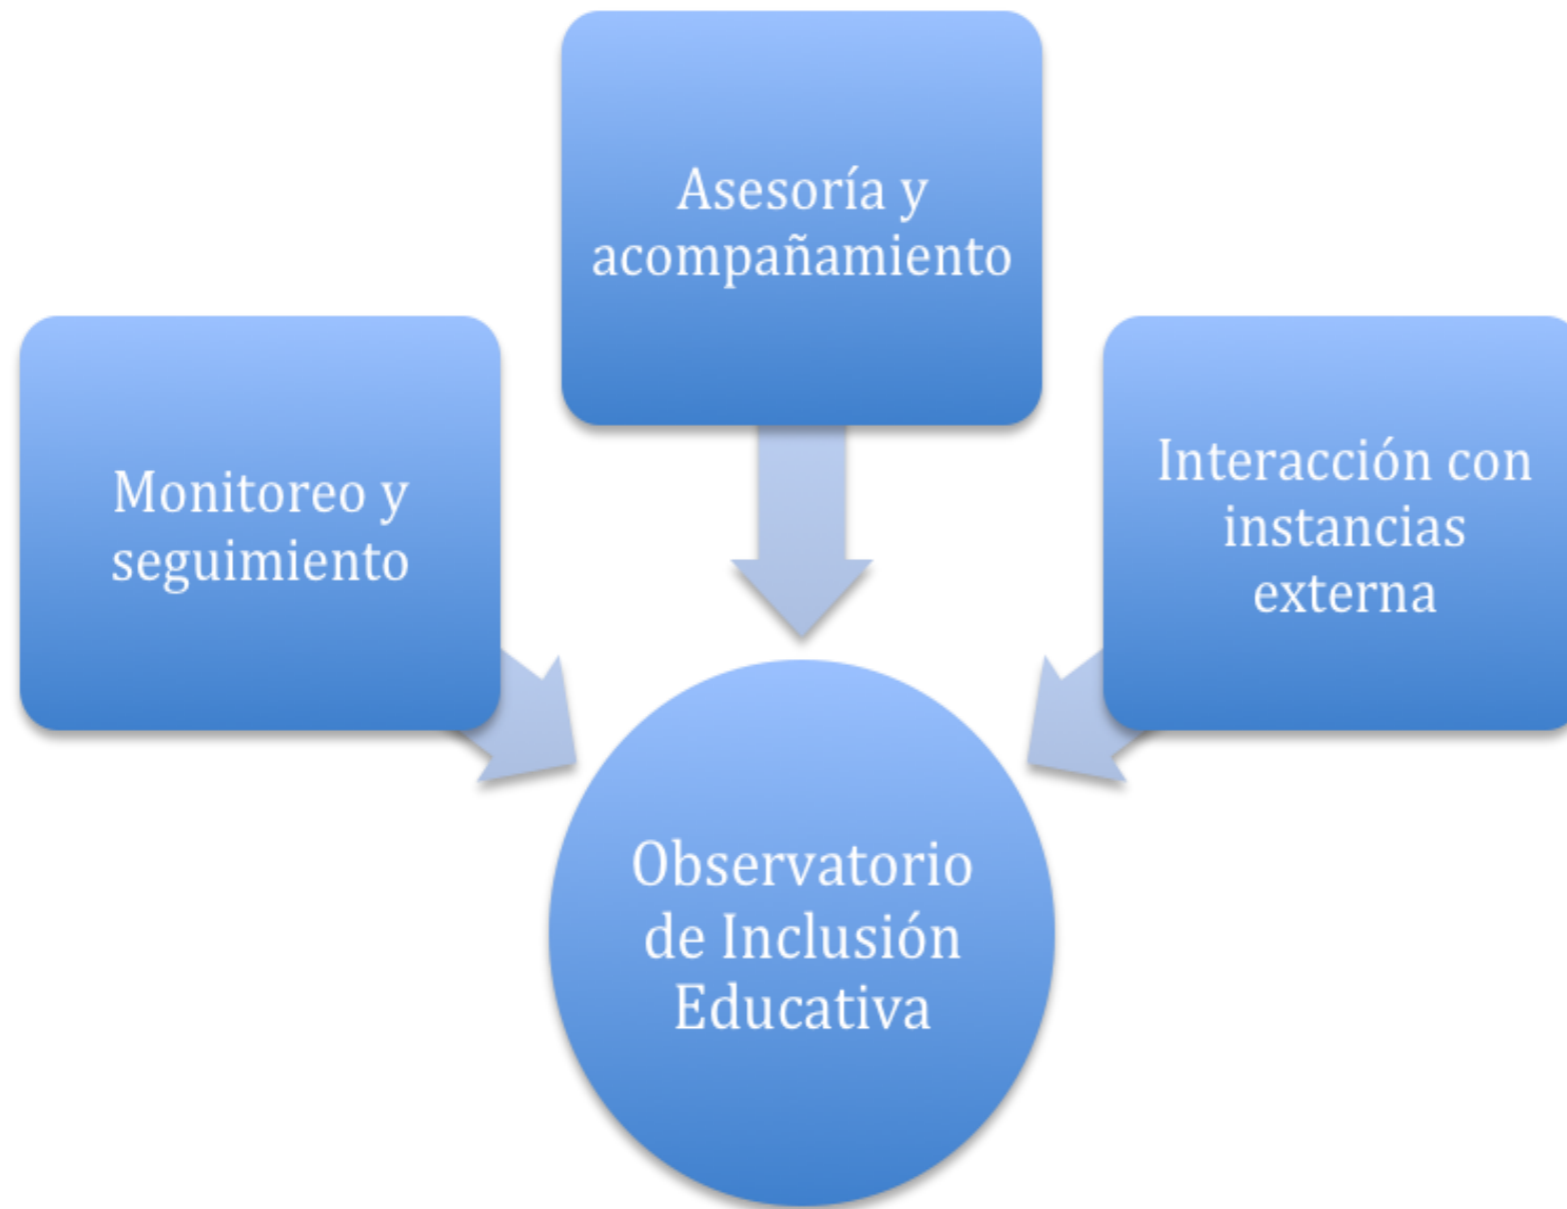 Asesoría y
acompañamiento
Monitoreo y
seguimiento
Interacción con
instancias
externa
Observatorio
de Inclusión
Educativa